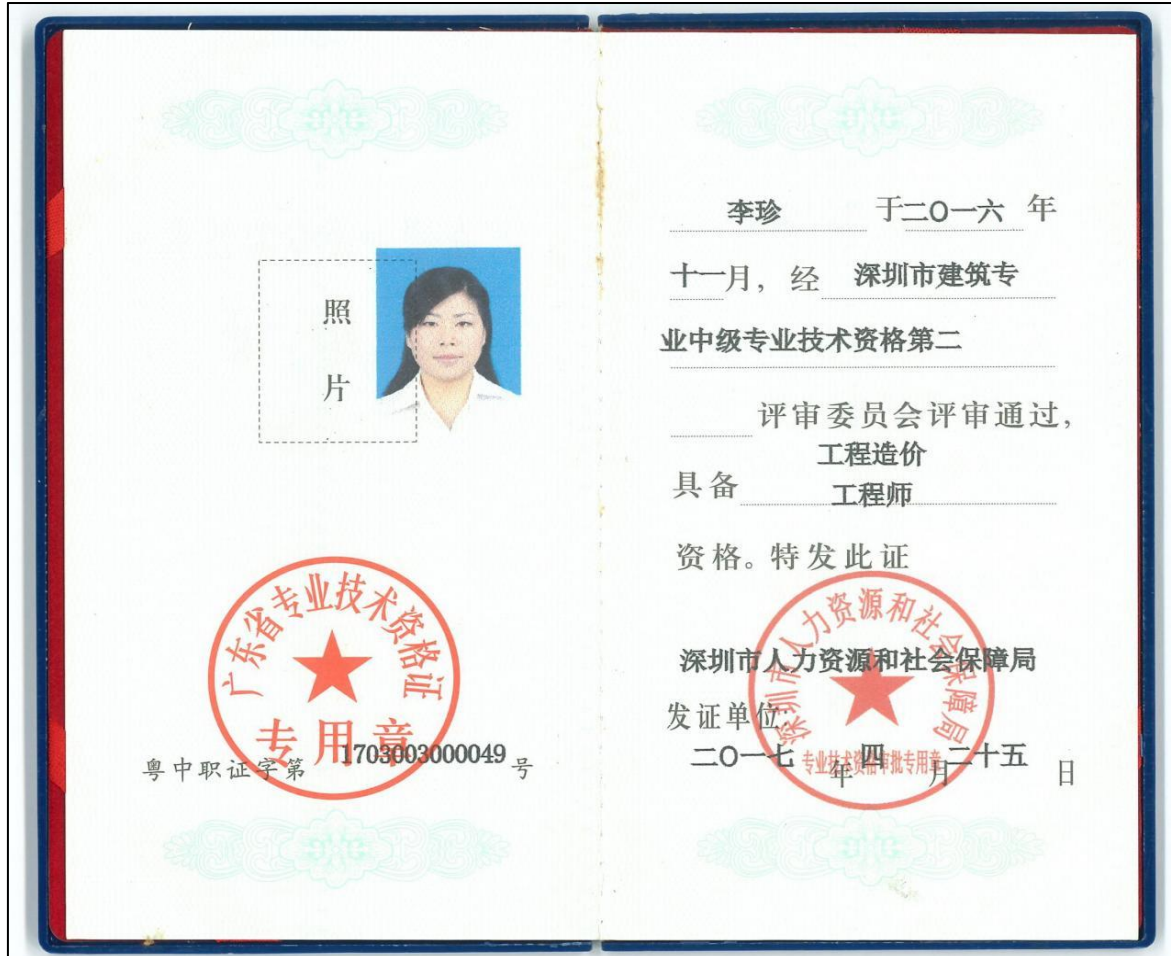 照
片
广东省专业技术资格证
专用章
粤中职证字第 1703003000049 号
李珍 于二〇一六 年
十一月，经 深圳市建筑专
业中级专业技术资格第二
评审委员会评审通过，
工程造价
具备 工程师
资格。特发此证
深圳市人力资源和社会保障局
深圳市人力资源和社会保障局
发证单位:
专业技术资格审批专用章
二〇一七 年 四 月 二十五 日